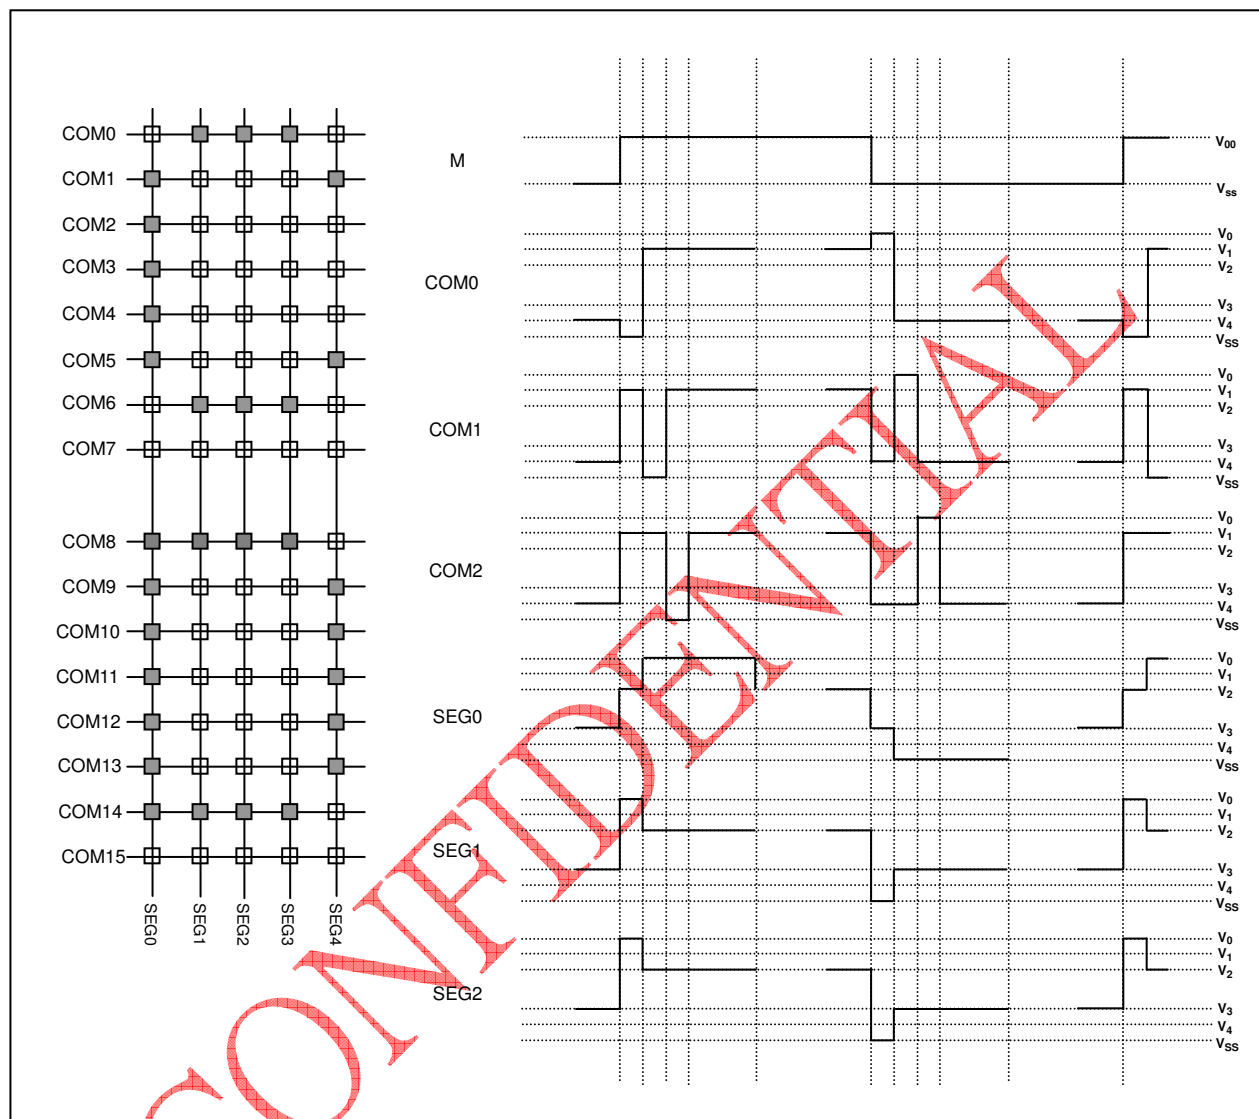 COM0
COM1
COM2
COM3
COM4
COM5
COM6
COM7
COM8
COM9
COM10
COM11
COM12
COM13
COM14
COM15
SEG0
SEG1
SEG2
SEG3
SEG4
M
V00
VSS
COM0
V0
V1
V2
V3
V4
VSS
COM1
V0
V1
V2
V3
V4
VSS
COM2
V0
V1
V2
V3
V4
VSS
SEG0
V0
V1
V2
V3
V4
VSS
SEG1
V0
V1
V2
V3
V4
VSS
SEG2
V0
V1
V2
V3
V4
VSS
CONFIDENTIAL